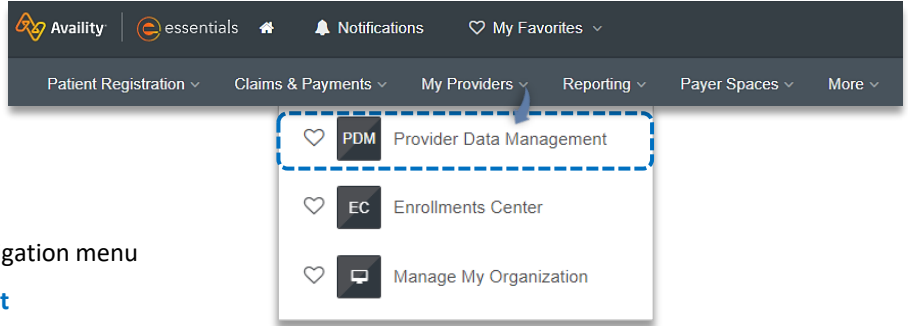 Availity essentials Notifications My Favorites
Patient Registration Claims & Payments My Providers Reporting Payer Spaces More
PDM Provider Data Management
EC Enrollments Center
gation menu
Manage My Organization
t